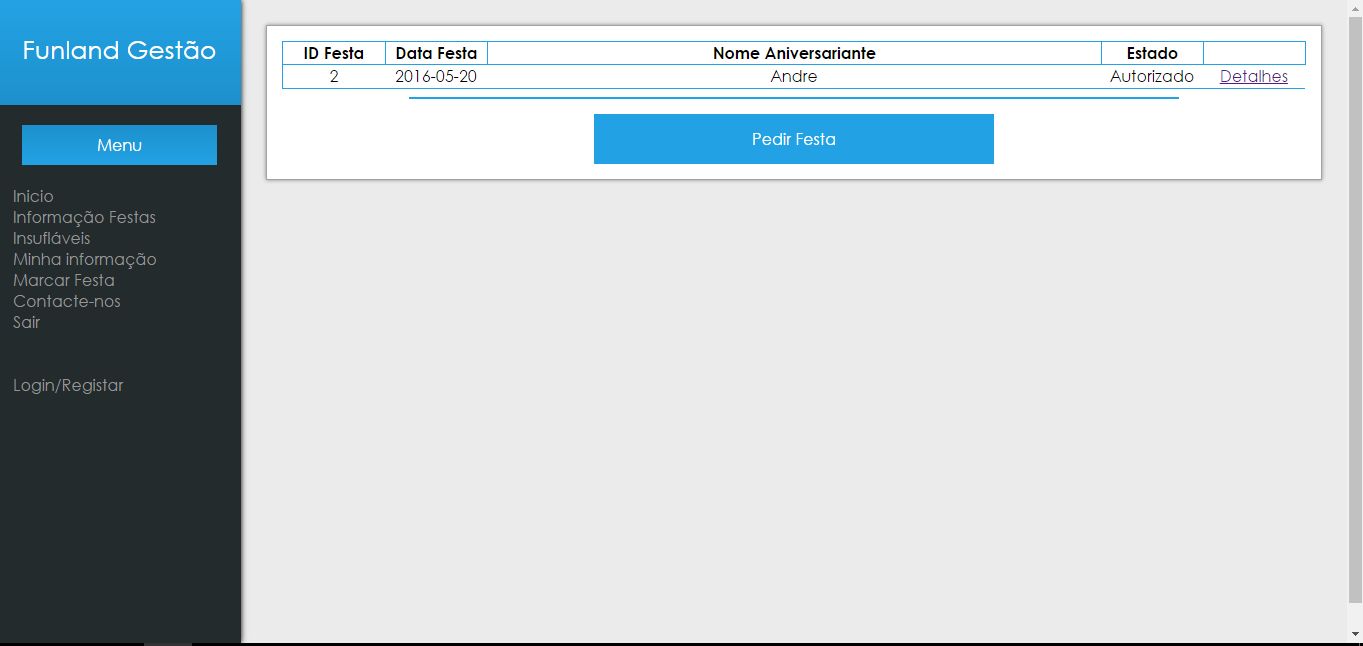 Funland Gestão
Menu
Inicio
Informação Festas
Insufláveis
Minha informação
Marcar Festa
Contacte-nos
Sair
Login/Registar
ID Festa Data Festa Nome Aniversariante Estado
2 2016-05-20 Andre Autorizado Detalhes
Pedir Festa